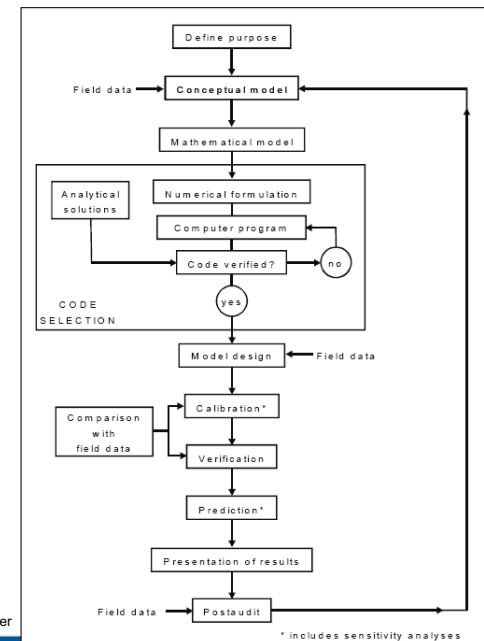 Define purpose
Field data
Conceptual model
Mathematical model
Analytical
solutions
Numerical formulation
Computer program
Code verified?
no
yes
CODE
SELECTION
Model design
Field data
Calibration*
Comparison
with
field data
Verification
Prediction*
Presentation of results
Field data
Postaudit
* includes sensitivity analyses
er